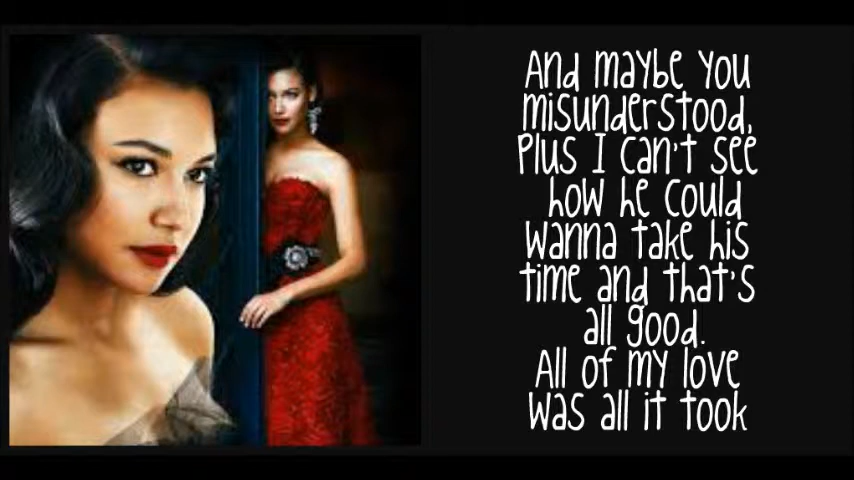 And maybe you
misunderstood,
Plus I can't see
how he could
wanna take his
time and that's
all good.
All of my love
was all it took